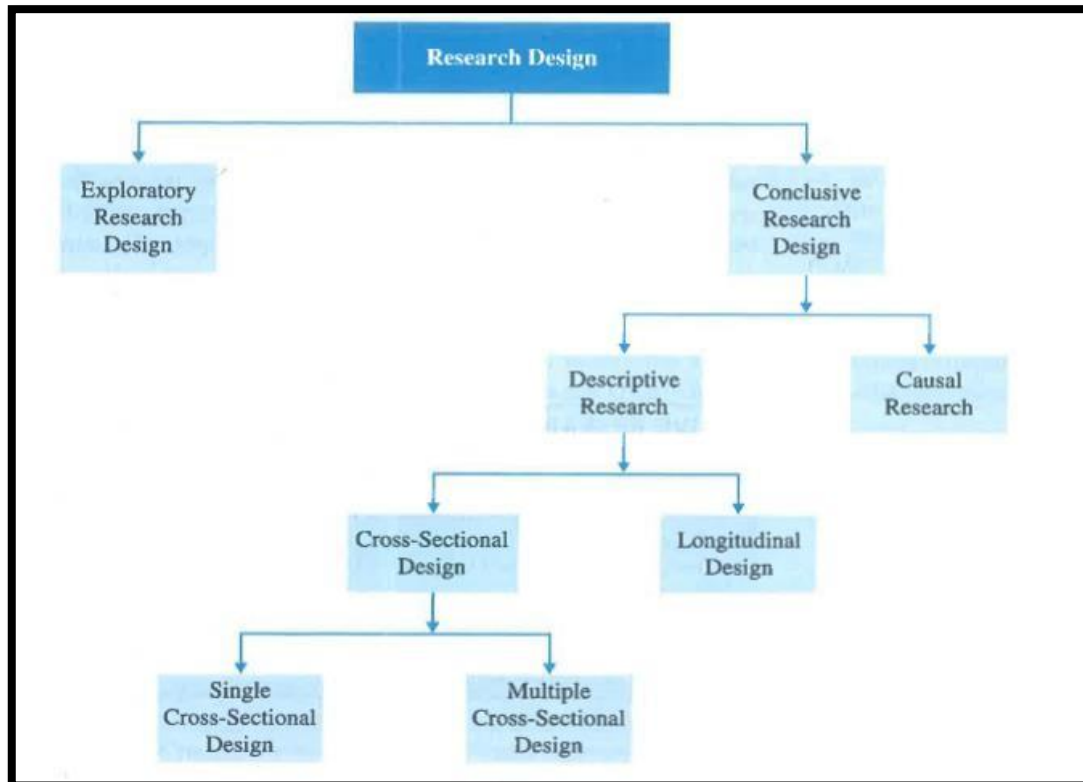 Research Design
Exploratory
Research
Design
Conclusive
Research
Design
Descriptive
Research
Causal
Research
Cross-Sectional
Design
Longitudinal
Design
Single
Cross-Sectional
Design
Multiple
Cross-Sectional
Design